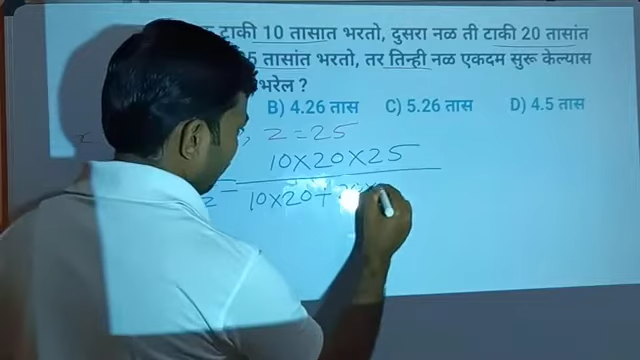 टाकी 10 तासात भरतो, दुसरा नळ ती टाकी 20 तासांत
तासांत भरतो, तर तिन्ही नळ एकदम सुरू केल्यास
भरेल ?
B) 4.26 तास C) 5.26 तास D) 4.5 तास
z = 25
10×20×25
= 10×20+